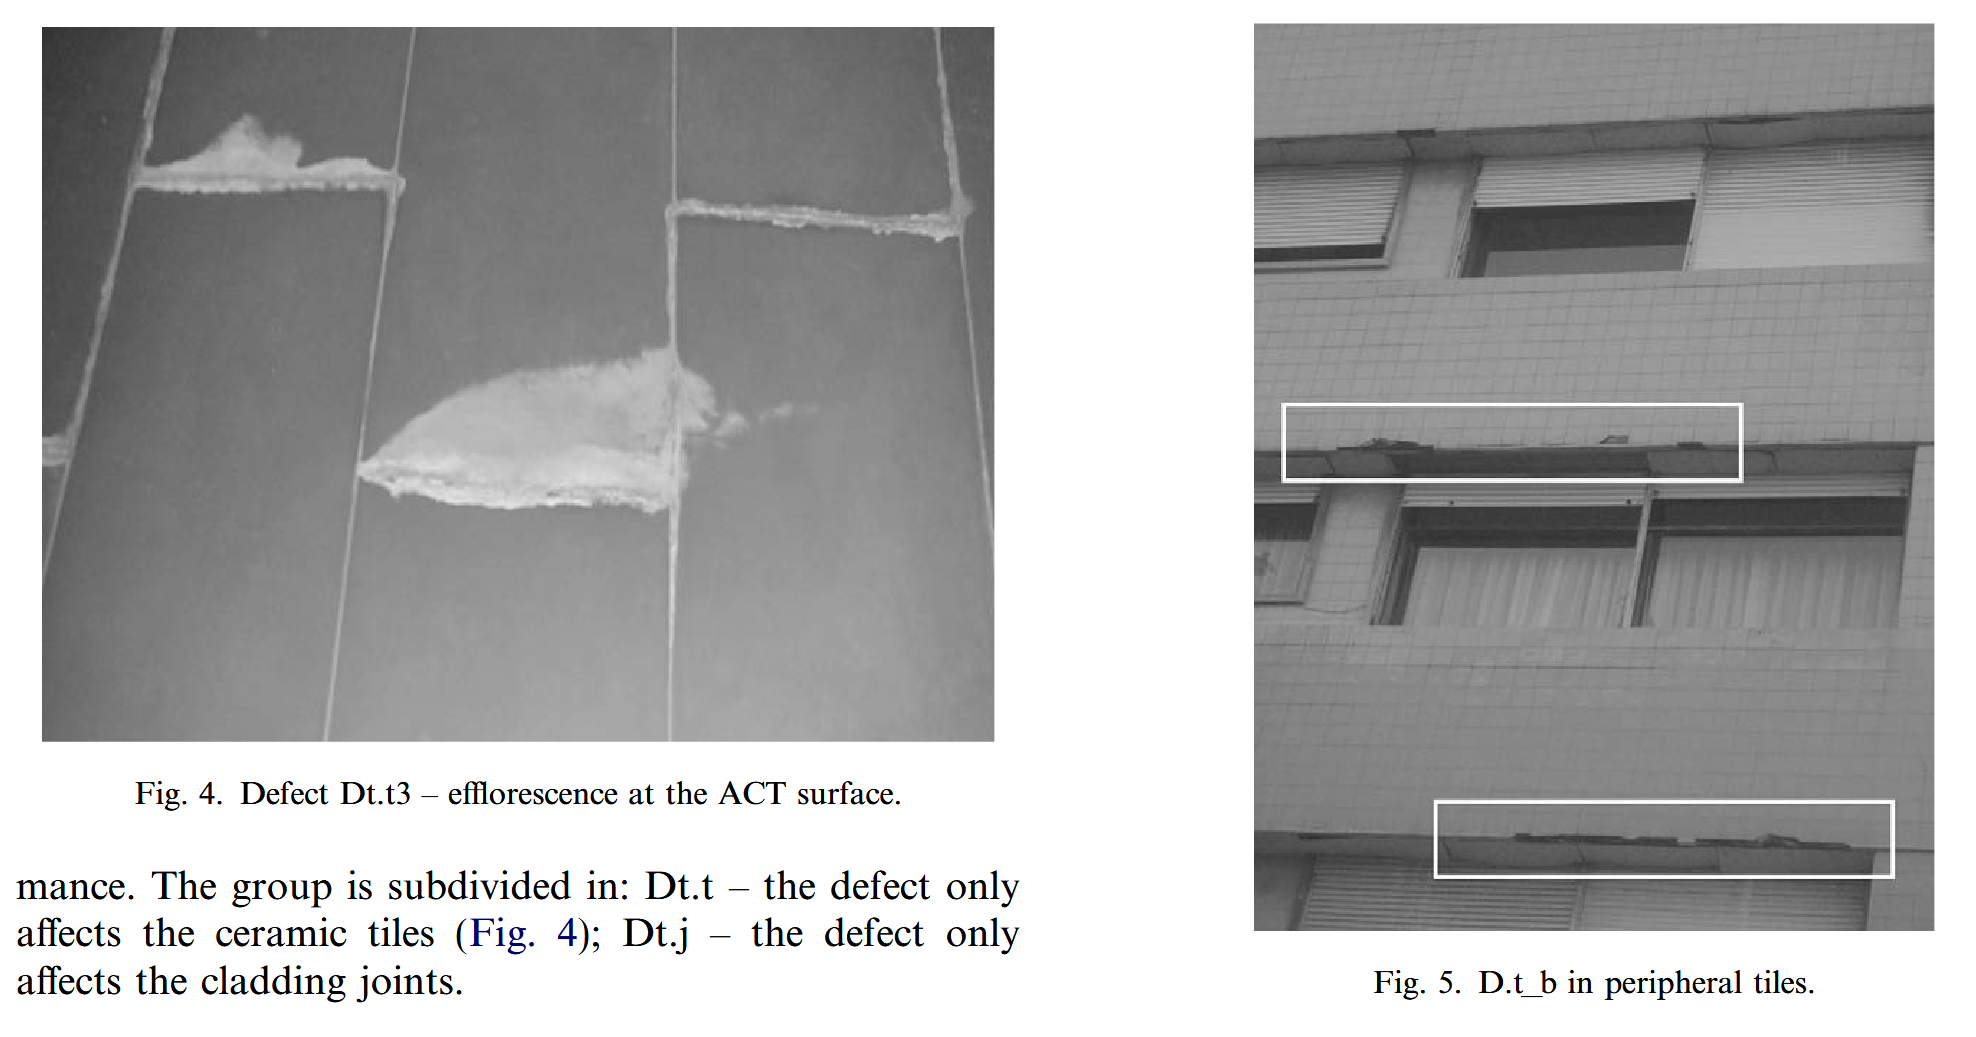 Fig. 4. Defect Dt.t3 – efflorescence at the ACT surface.
mance. The group is subdivided in: Dt.t – the defect only
affects the ceramic tiles (Fig. 4); Dt.j – the defect only
affects the cladding joints.
Fig. 5. D.t_b in peripheral tiles.